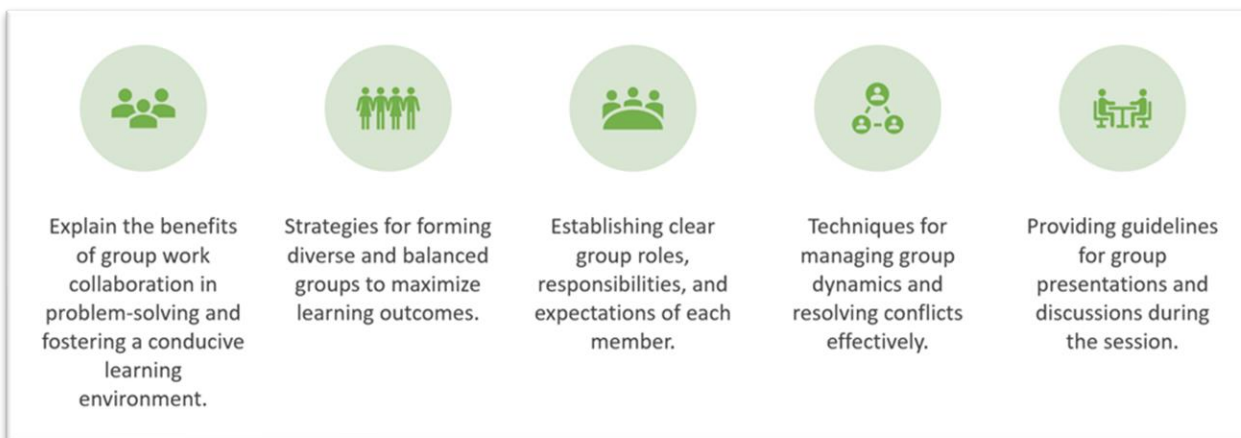 Explain the benefits
of group work
collaboration in
problem-solving and
fostering a conducive
learning
environment.
Strategies for forming
diverse and balanced
groups to maximize
learning outcomes.
Establishing clear
group roles,
responsibilities, and
expectations of each
member.
Techniques for
managing group
dynamics and
resolving conflicts
effectively.
Providing guidelines
for group
presentations and
discussions during
the session.